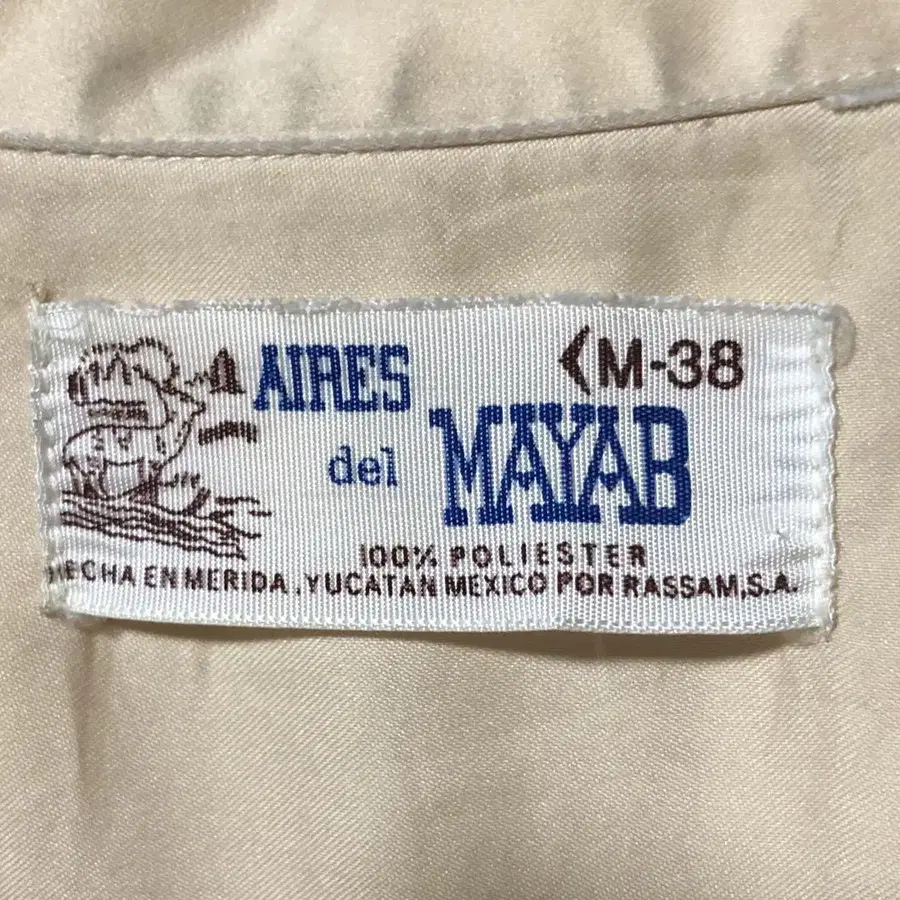 AIRES
M-38
del MAYAB
100% POLIESTER
HECHA EN MERIDA, YUCATAN MEXICO POR RASSAM, S.A.